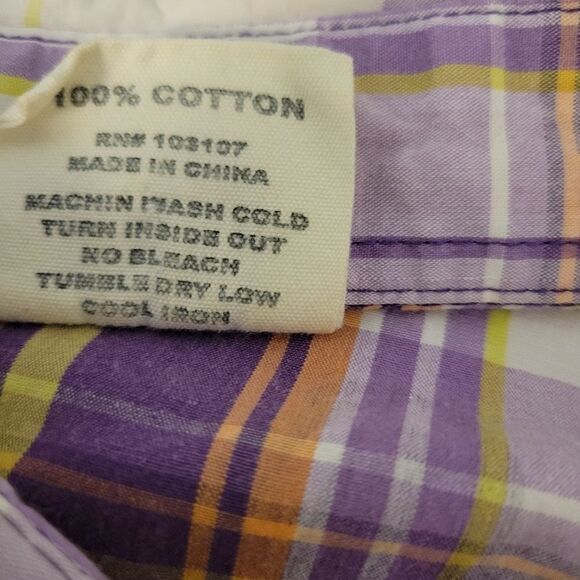 100% COTTON
RN# 103107
MADE IN CHINA
MACHIN WASH COLD
TURN INSIDE OUT
NO BLEACH
TUMBLE DRY LOW
COOL IRON